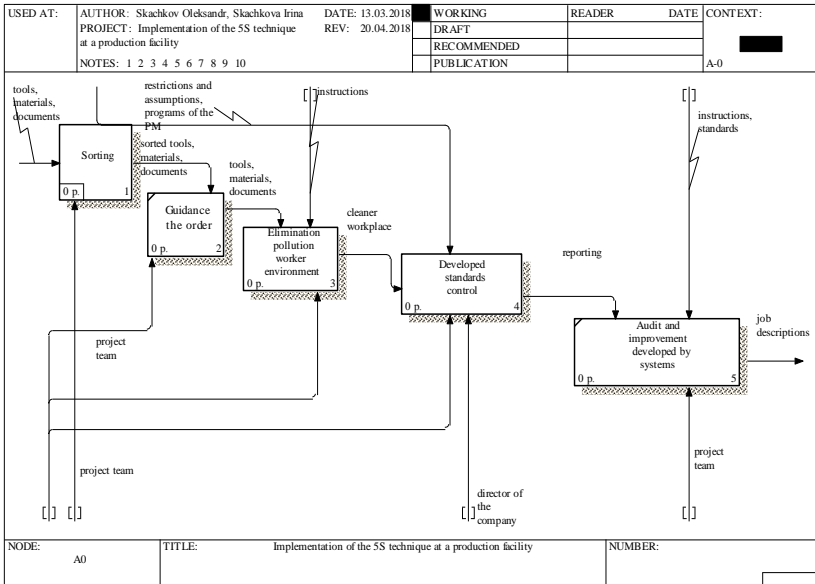 USED AT:
AUTHOR: Skachkov Oleksandr, Skachkova Irina
DATE: 13.03.2018
PROJECT: Implementation of the 5S technique
at a production facility
REV: 20.04.2018
NOTES: 1 2 3 4 5 6 7 8 9 10
WORKING
DRAFT
RECOMMENDED
PUBLICATION
READER
DATE
CONTEXT:
A-0
tools,
materials,
documents
restrictions and
assumptions,
programs of the
PM
instructions
instructions,
standards
Sorting
0 p.
1
sorted tools,
materials,
documents
Guidance
the order
0 p.
2
tools,
materials,
documents
Elimination
pollution
worker
environment
0 p.
3
cleaner
workplace
Developed
standards
control
0 p.
4
reporting
Audit and
improvement
developed by
systems
0 p.
5
job
descriptions
project
team
project team
director of
the
company
project
team
NODE:
A0
TITLE:
Implementation of the 5S technique at a production facility
NUMBER: